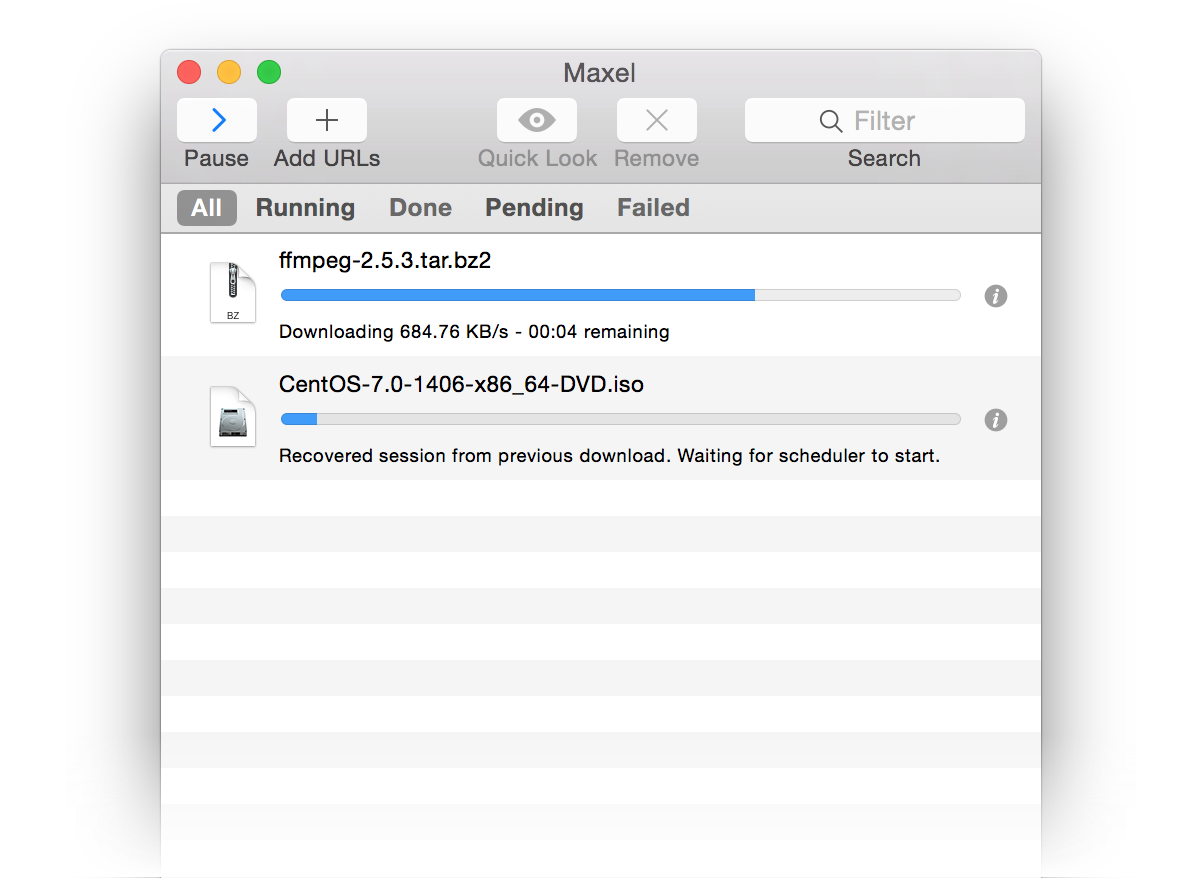 Maxel
Filter
Pause Add URLs Quick Look Remove Search
All Running Done Pending Failed
ffmpeg-2.5.3.tar.bz2
BZ
Downloading 684.76 KB/s - 00:04 remaining
CentOS-7.0-1406-x86_64-DVD.iso
Recovered session from previous download. Waiting for scheduler to start.